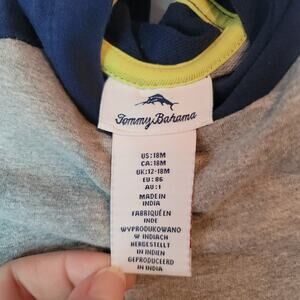 Tommy Bahama
US: 18M
CA: 18M
UK: 12-18M
EU: 86
AU: 1
MADE IN
INDIA
FABRIQUÉ EN
INDE
WYPRODUKOWANO
W INDIACH
HERGESTELLT
IN INDIEN
GEPRODUCEERD
IN INDIA